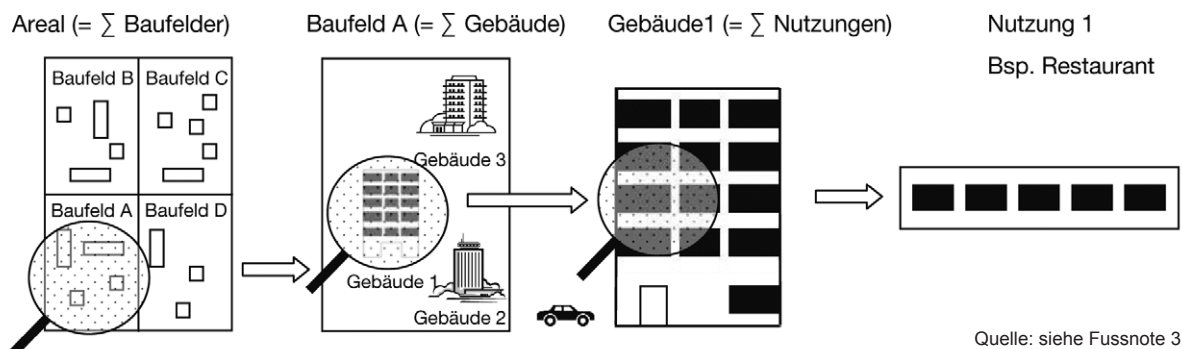 Areal (= ∑ Baufelder)
Baufeld B
Baufeld C
Baufeld A
Baufeld D
Baufeld A (= ∑ Gebäude)
Gebäude 3
Gebäude 1
Gebäude 2
Gebäude1 (= ∑ Nutzungen)
Nutzung 1
Bsp. Restaurant
Quelle: siehe Fussnote 3